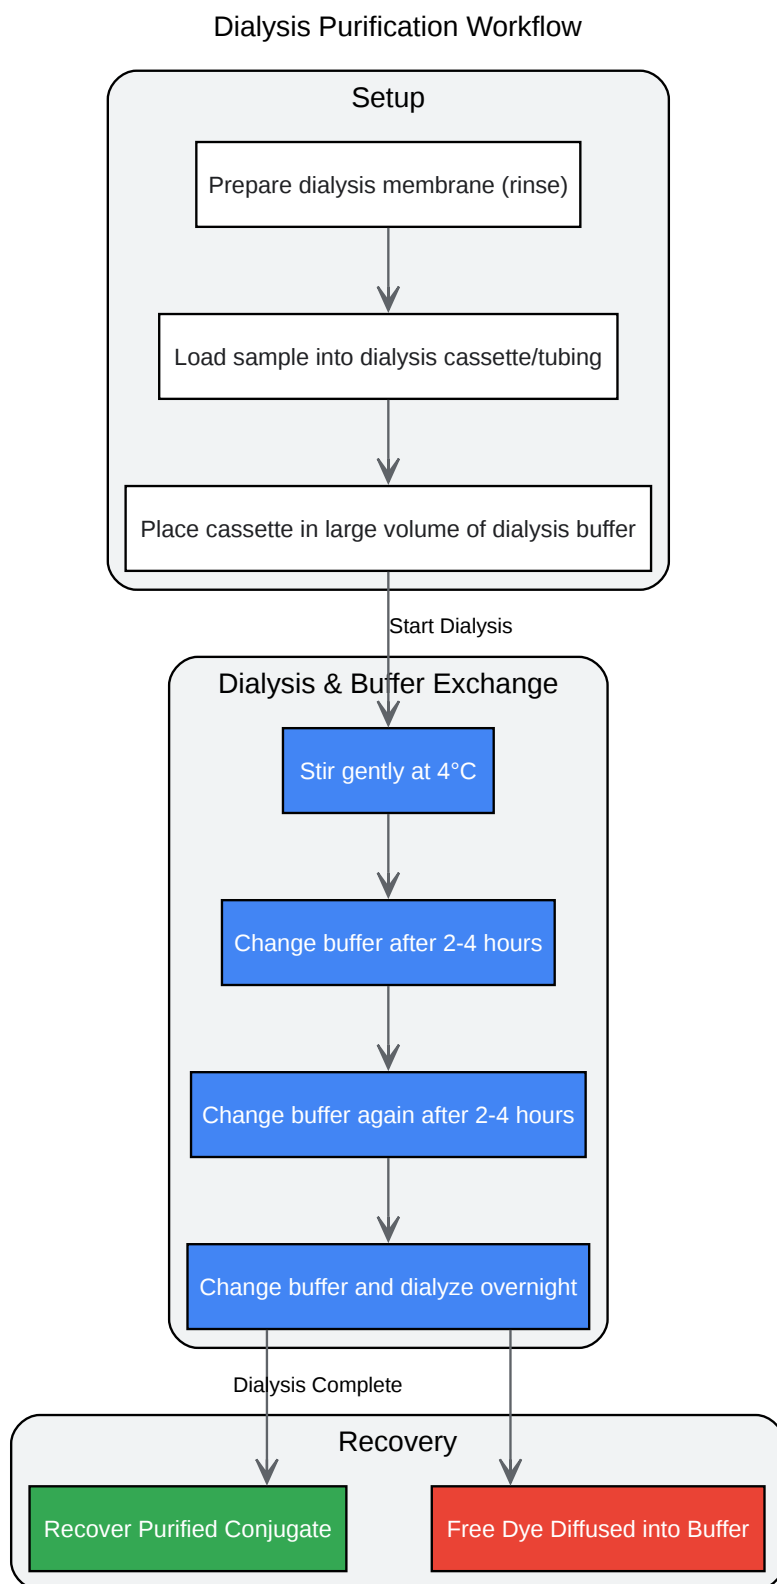 Dialysis Purification Workflow
Setup
Prepare dialysis membrane (rinse)
Load sample into dialysis cassette/tubing
Place cassette in large volume of dialysis buffer
Start Dialysis
Dialysis & Buffer Exchange
Stir gently at 4°C
Change buffer after 2-4 hours
Change buffer again after 2-4 hours
Change buffer and dialyze overnight
Dialysis Complete
Recovery
Recover Purified Conjugate
Free Dye Diffused into Buffer